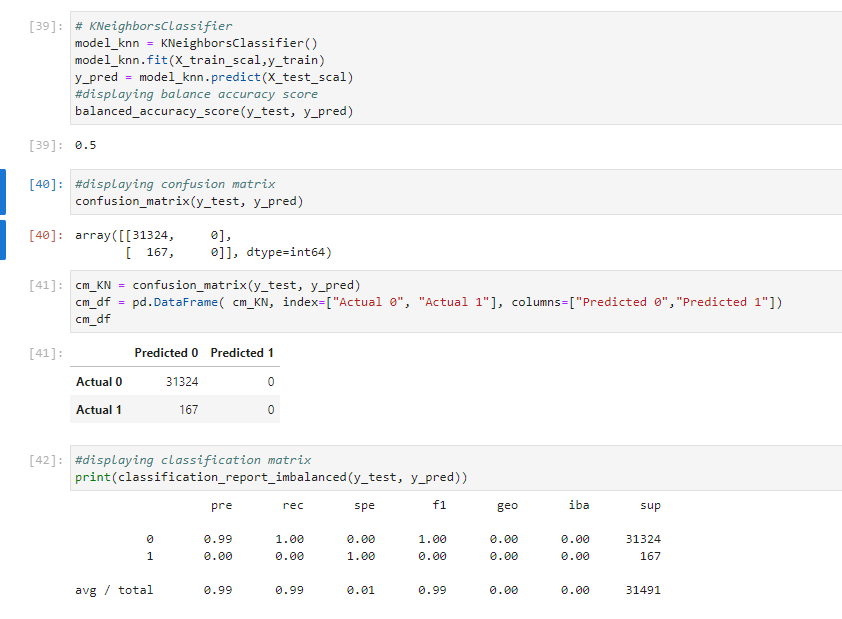 [39]: # KNeighborsClassifier
model_knn = KNeighborsClassifier()
model_knn.fit(X_train_scal,y_train)
y_pred = model_knn.predict(X_test_scal)
#displaying balance accuracy score
balanced_accuracy_score(y_test, y_pred)
[39]: 0.5
[40]: #displaying confusion matrix
confusion_matrix(y_test, y_pred)
[40]: array([[31324,     0],
       [  167,     0]], dtype=int64)
[41]: cm_KN = confusion_matrix(y_test, y_pred)
cm_df = pd.DataFrame( cm_KN, index=["Actual 0", "Actual 1"], columns=["Predicted 0","Predicted 1"])
cm_df
[41]: Predicted 0 Predicted 1
Actual 0 31324 0
Actual 1 167 0
[42]: #displaying classification matrix
print(classification_report_imbalanced(y_test, y_pred))
pre rec spe f1 geo iba sup
0 0.99 1.00 0.00 1.00 0.00 0.00 31324
1 0.00 0.00 1.00 0.00 0.00 0.00 167
avg / total 0.99 0.99 0.01 0.99 0.00 0.00 31491